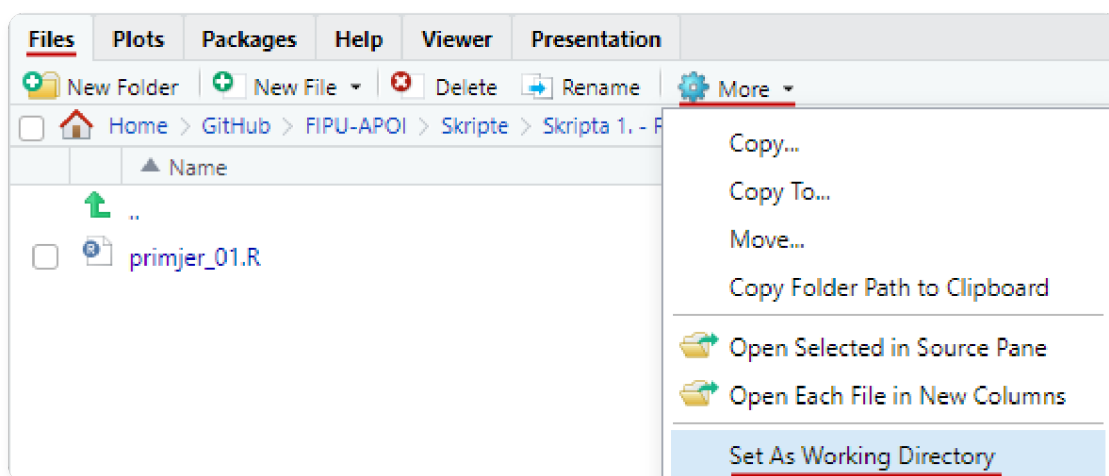 Files Plots Packages Help Viewer Presentation
New Folder New File Delete Rename More
Home > GitHub > FIPU-APOI > Skripte > Skripta 1. -
Name
..
primjer_01.R
Copy...
Copy To...
Move...
Copy Folder Path to Clipboard
Open Selected in Source Pane
Open Each File in New Columns
Set As Working Directory